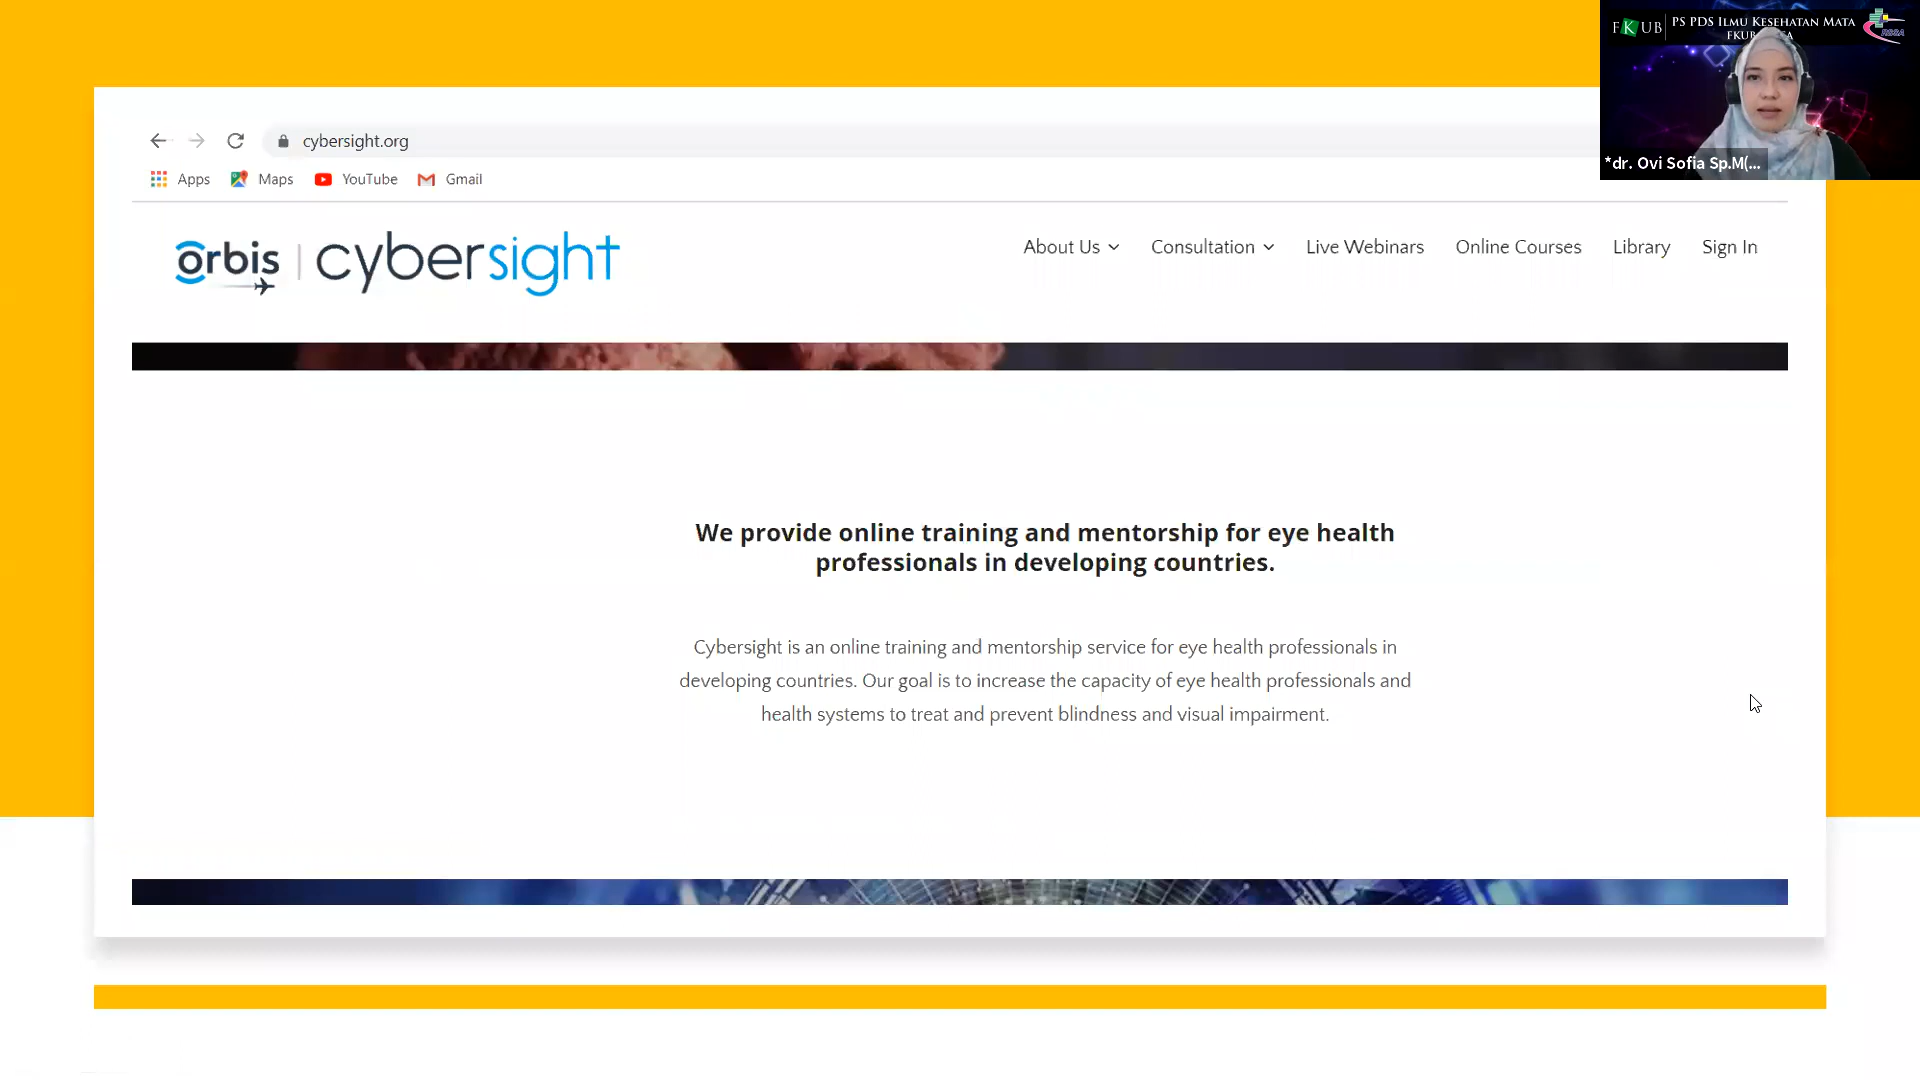 FKUB
PS PDS ILMU KESEHATAN MATA
*dr. Ovi Sofia Sp.M(...
cybersight.org
Apps
Maps
YouTube
Gmail
orbis | cybersight
About Us
Consultation
Live Webinars
Online Courses
Library
Sign In
We provide online training and mentorship for eye health
professionals in developing countries.
Cybersight is an online training and mentorship service for eye health professionals in
developing countries. Our goal is to increase the capacity of eye health professionals and
health systems to treat and prevent blindness and visual impairment.